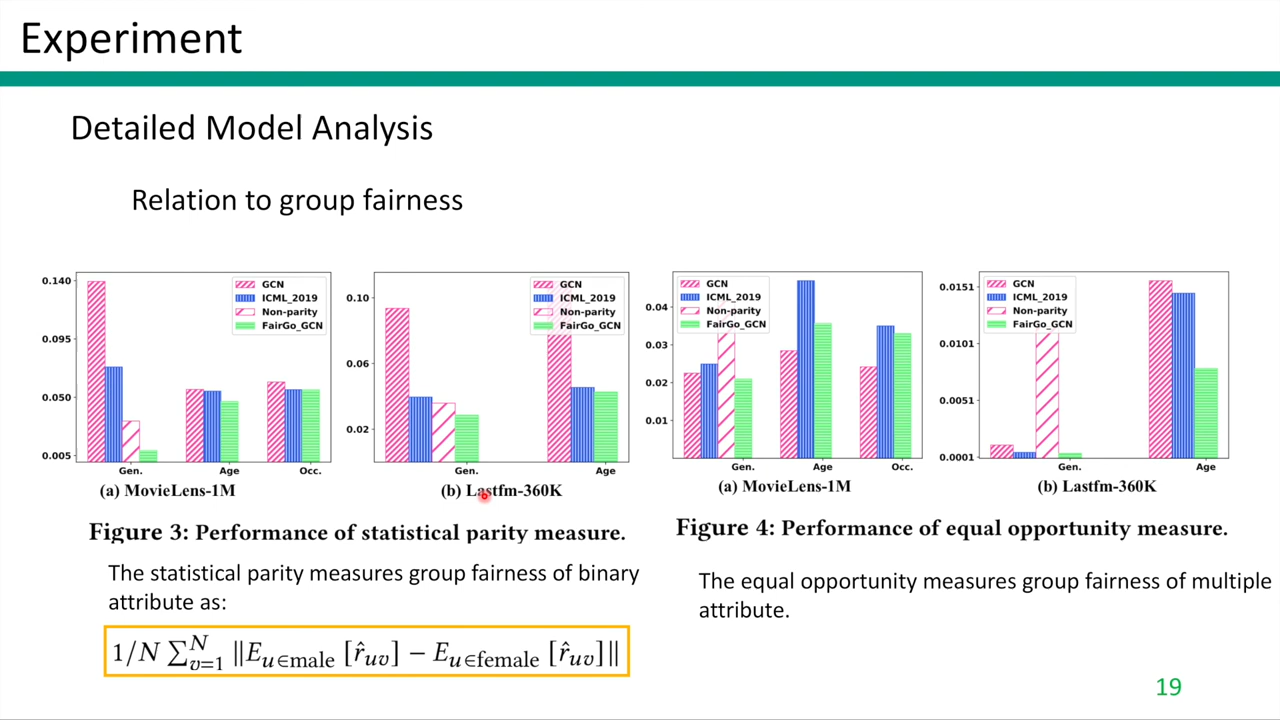 Experiment
Detailed Model Analysis
Relation to group fairness
0.140
0.095
0.050
0.005
GCN
ICML_2019
Non-parity
FairGo_GCN
Gen.
Age
Occ.
(a) MovieLens-1M
0.10
0.06
0.02
GCN
ICML_2019
Non-parity
FairGo_GCN
Gen.
Age
(b) Lastfm-360K
Figure 3: Performance of statistical parity measure.
0.04
0.03
0.02
0.01
GCN
ICML_2019
Non-parity
FairGo_GCN
Gen.
Age
Occ.
(a) MovieLens-1M
0.0151
0.0101
0.0051
0.0001
GCN
ICML_2019
Non-parity
FairGo_GCN
Gen.
Age
(b) Lastfm-360K
Figure 4: Performance of equal opportunity measure.
The statistical parity measures group fairness of binary
attribute as:
1/N ∑_{v=1}^{N} ‖E_{u∈male} [r̂_{uv}] − E_{u∈female} [r̂_{uv}]‖
The equal opportunity measures group fairness of multiple
attribute.
19